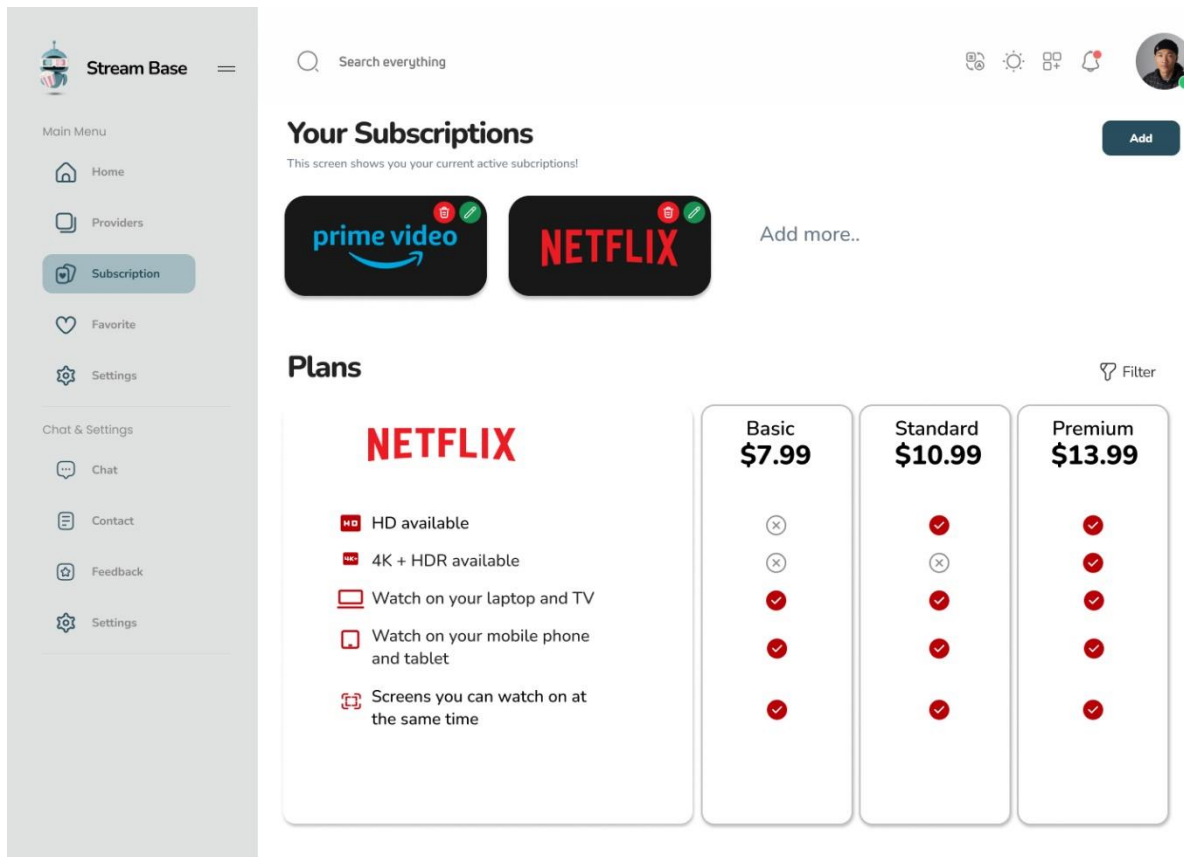 Stream Base
Search everything
Main Menu
Home
Providers
Subscription
Favorite
Settings
Chat & Settings
Chat
Contact
Feedback
Settings
Your Subscriptions
Add
This screen shows you your current active subcriptions!
prime video
NETFLIX
Add more..
Plans
Filter
NETFLIX
Basic
$7.99
Standard
$10.99
Premium
$13.99
HD
HD available
4K+
4K + HDR available
Watch on your laptop and TV
Watch on your mobile phone
and tablet
Screens you can watch on at
the same time